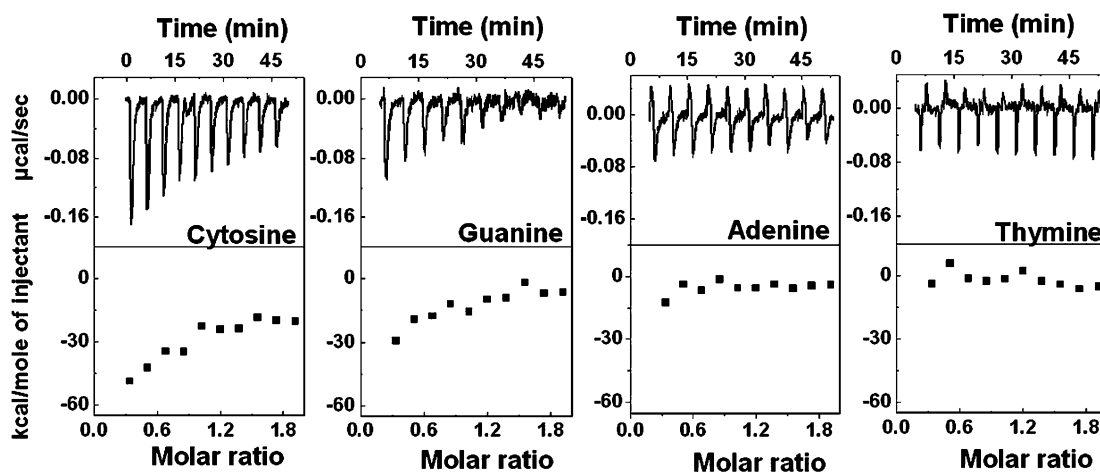 Time (min) Time (min) Time (min) Time (min)
0 15 30 45 0 15 30 45 0 15 30 45 0 15 30 45
µcal/sec
0.00 0.00 0.00 0.00
-0.08 -0.08 -0.08 -0.08
-0.16 -0.16 -0.16 -0.16
Cytosine Guanine Adenine Thymine
kcal/mole of injectant
0 0 0 0
-30 -30 -30 -30
-60 -60 -60 -60
0.0 0.6 1.2 1.8 0.0 0.6 1.2 1.8 0.0 0.6 1.2 1.8 0.0 0.6 1.2 1.8
Molar ratio Molar ratio Molar ratio Molar ratio